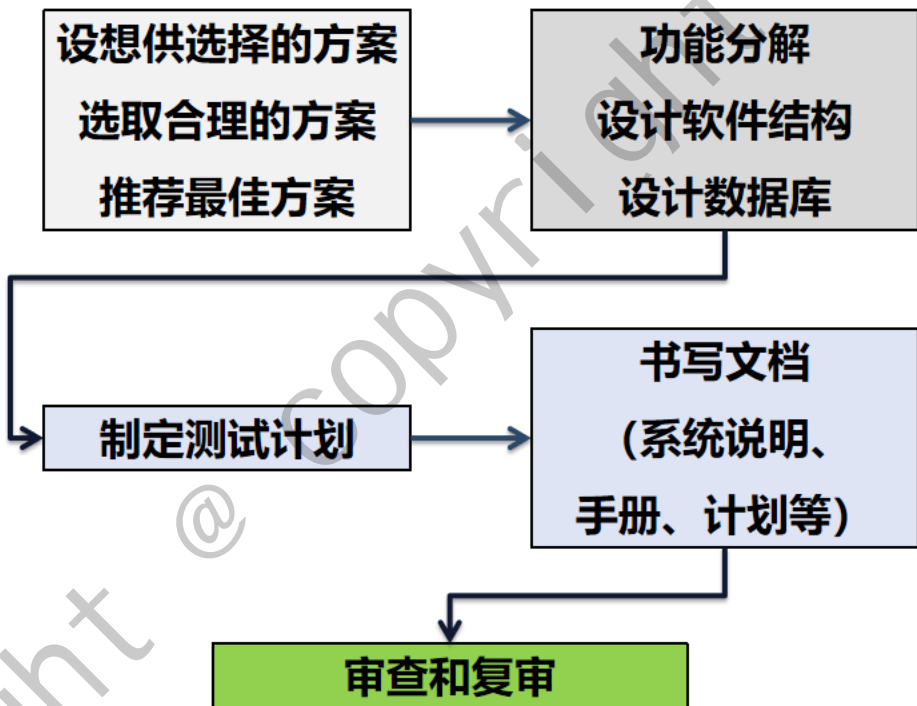 设想供选择的方案
选取合理的方案
推荐最佳方案
功能分解
设计软件结构
设计数据库
制定测试计划
书写文档
（系统说明、
手册、计划等）
审查和复审
@ copyright
ght